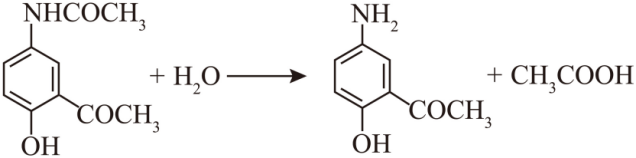 NHCOCH₃
NH₂
+ H₂O
+ CH₃COOH
COCH₃
COCH₃
OH
OH